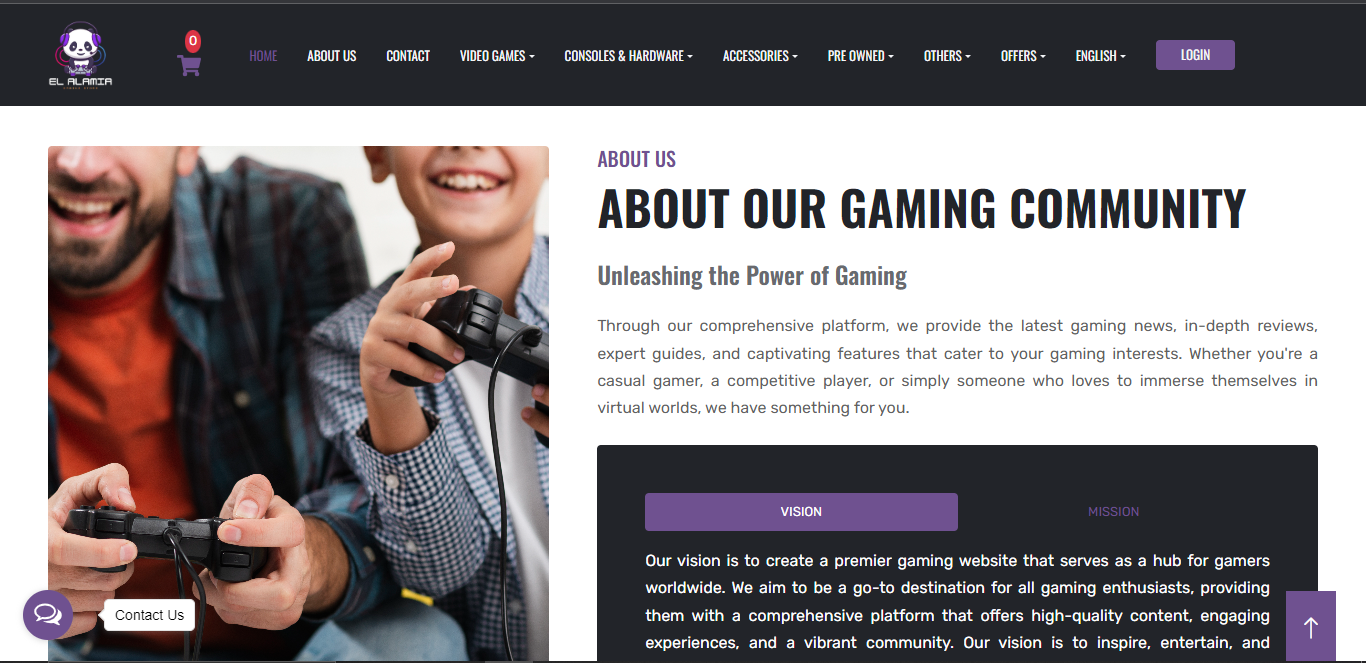 EL ALAMIA
0
HOME
ABOUT US
CONTACT
VIDEO GAMES
CONSOLES & HARDWARE
ACCESSORIES
PRE OWNED
OTHERS
OFFERS
ENGLISH
LOGIN
ABOUT US
ABOUT OUR GAMING COMMUNITY
Unleashing the Power of Gaming
Through our comprehensive platform, we provide the latest gaming news, in-depth reviews,
expert guides, and captivating features that cater to your gaming interests. Whether you're a
casual gamer, a competitive player, or simply someone who loves to immerse themselves in
virtual worlds, we have something for you.
VISION
MISSION
Our vision is to create a premier gaming website that serves as a hub for gamers
worldwide. We aim to be a go-to destination for all gaming enthusiasts, providing
them with a comprehensive platform that offers high-quality content, engaging
experiences, and a vibrant community. Our vision is to inspire, entertain, and
Contact Us